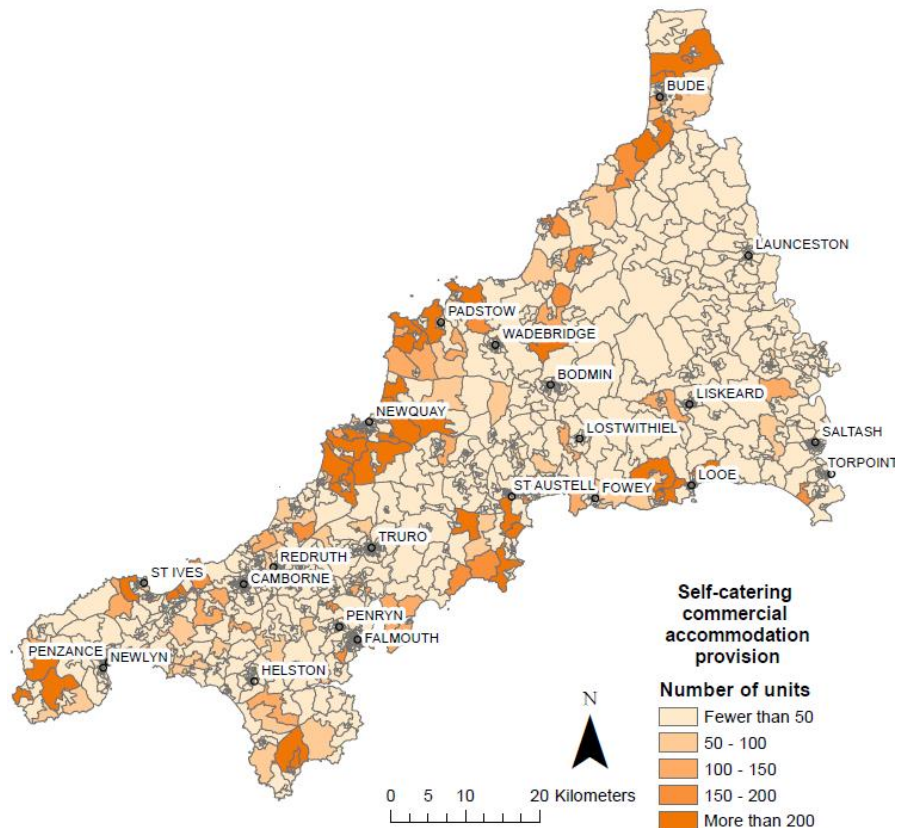 BUDE
LAUNCESTON
PADSTOW
WADEBRIDGE
BODMIN
LISKEARD
NEWQUAY
LOSTWITHIEL
SALTASH
TORPOINT
LOOE
ST AUSTELL
FOWEY
TRURO
REDRUTH
ST IVES
CAMBORNE
PENRYN
FALMOUTH
PENZANCE
NEWLYN
HELSTON
Self-catering
commercial
accommodation
provision
Number of units
Fewer than 50
50 - 100
100 - 150
150 - 200
More than 200
N
0 5 10 20 Kilometers